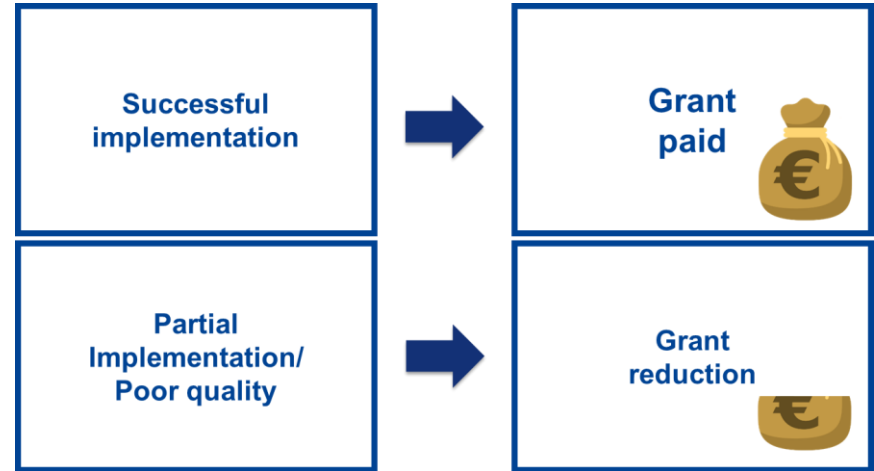 Successful
implementation
Grant
paid
€
Partial
Implementation/
Poor quality
Grant
reduction
€